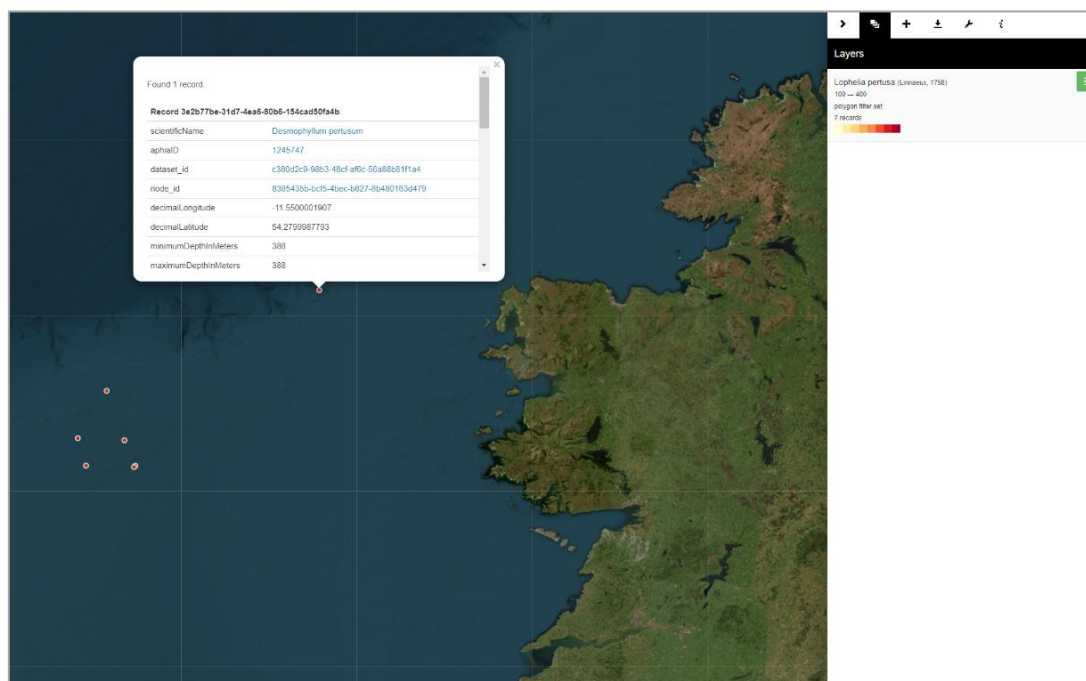 Found 1 record.
Record 3e2b77be-31d7-4ea6-80b6-154cad50fa4b
scientificName Desmophyllum pertusum
aphiaID 1245747
dataset_id c380d2c9-98b3-48cf-af6c-56a88b81f1a4
node_id 8385435b-bcf5-4bec-b827-8b480163d479
decimalLongitude -11.5500001907
decimalLatitude 54.2799987793
minimumDepthInMeters 388
maximumDepthInMeters 388
Layers
Lophelia pertusa (Linnaeus, 1758)
100 — 400
polygon filter set
7 records